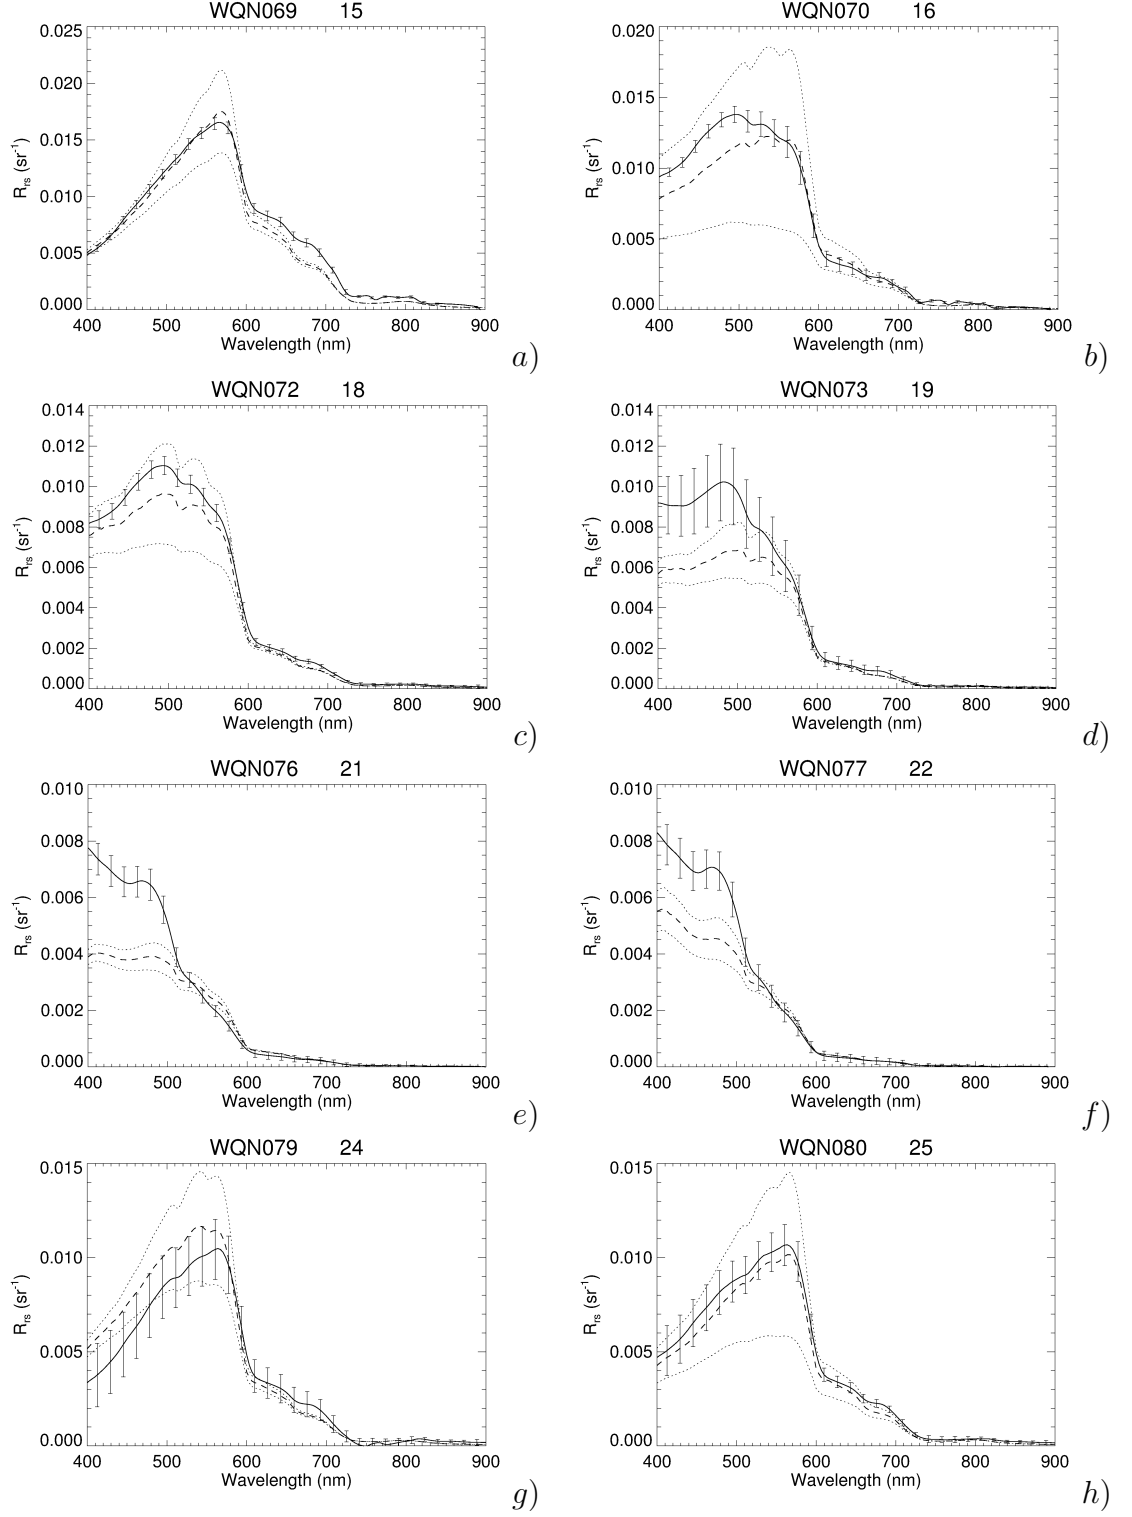 WQN069 15
0.025
0.020
0.015
0.010
0.005
0.000
Rrs (sr-1)
400 500 600 700 800 900
Wavelength (nm)
a)
WQN070 16
0.020
0.015
0.010
0.005
0.000
Rrs (sr-1)
400 500 600 700 800 900
Wavelength (nm)
b)
WQN072 18
0.014
0.012
0.010
0.008
0.006
0.004
0.002
0.000
Rrs (sr-1)
400 500 600 700 800 900
Wavelength (nm)
c)
WQN073 19
0.014
0.012
0.010
0.008
0.006
0.004
0.002
0.000
Rrs (sr-1)
400 500 600 700 800 900
Wavelength (nm)
d)
WQN076 21
0.010
0.008
0.006
0.004
0.002
0.000
Rrs (sr-1)
400 500 600 700 800 900
Wavelength (nm)
e)
WQN077 22
0.010
0.008
0.006
0.004
0.002
0.000
Rrs (sr-1)
400 500 600 700 800 900
Wavelength (nm)
f)
WQN079 24
0.015
0.010
0.005
0.000
Rrs (sr-1)
400 500 600 700 800 900
Wavelength (nm)
g)
WQN080 25
0.015
0.010
0.005
0.000
Rrs (sr-1)
400 500 600 700 800 900
Wavelength (nm)
h)